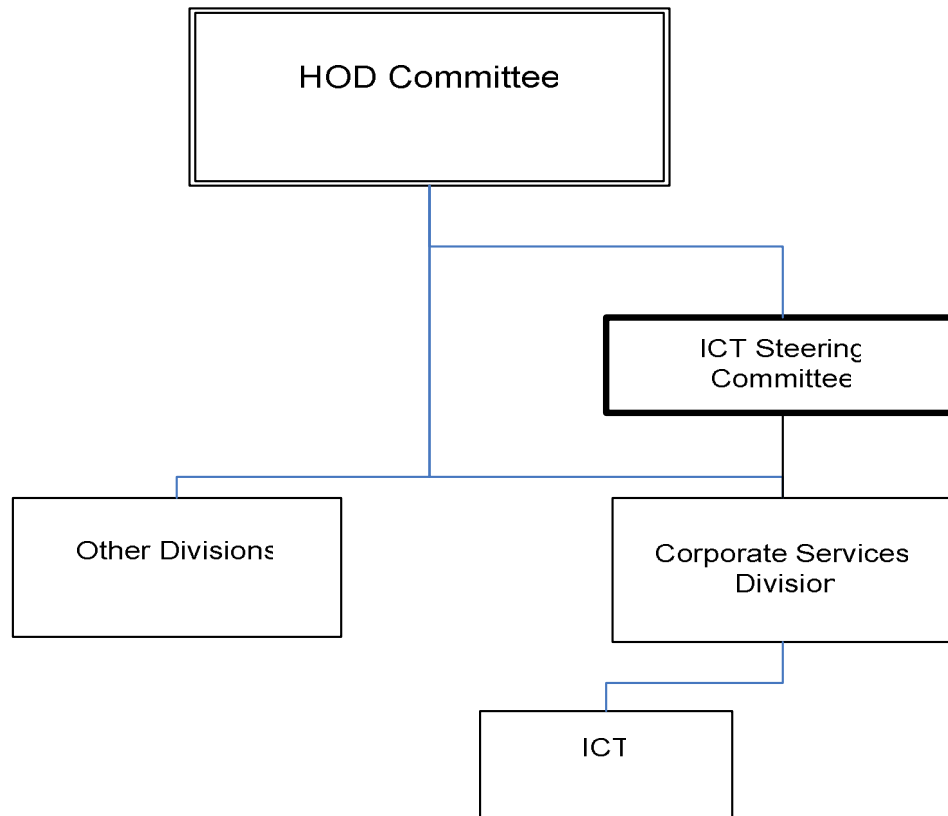 HOD Committee
ICT Steering
Committee
Other Divisions
Corporate Services
Division
ICT